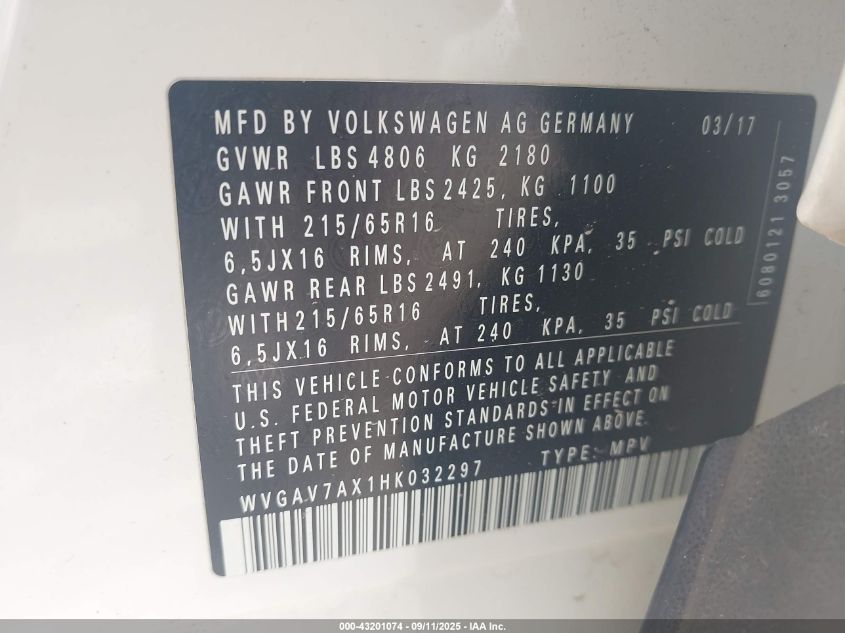 MFD BY VOLKSWAGEN AG GERMANY 03/17
GVWR LBS 4806 KG 2180
GAWR FRONT LBS 2425, KG 1100
WITH 215/65R16 TIRES,
6,5JX16 RIMS, AT 240 KPA, 35 PSI COLD
GAWR REAR LBS 2491, KG 1130
WITH 215/65R16 TIRES,
6,5JX16 RIMS, AT 240 KPA, 35 PSI COLD
THIS VEHICLE CONFORMS TO ALL APPLICABLE
U.S. FEDERAL MOTOR VEHICLE SAFETY AND
THEFT PREVENTION STANDARDS IN EFFECT ON
THE DATE OF MANUFACTURE SHOWN ABOVE.
WVGAV7AX1HK032297 TYPE: MPV
6080121 3057
000-43201074 - 09/11/2025 - IAA Inc.